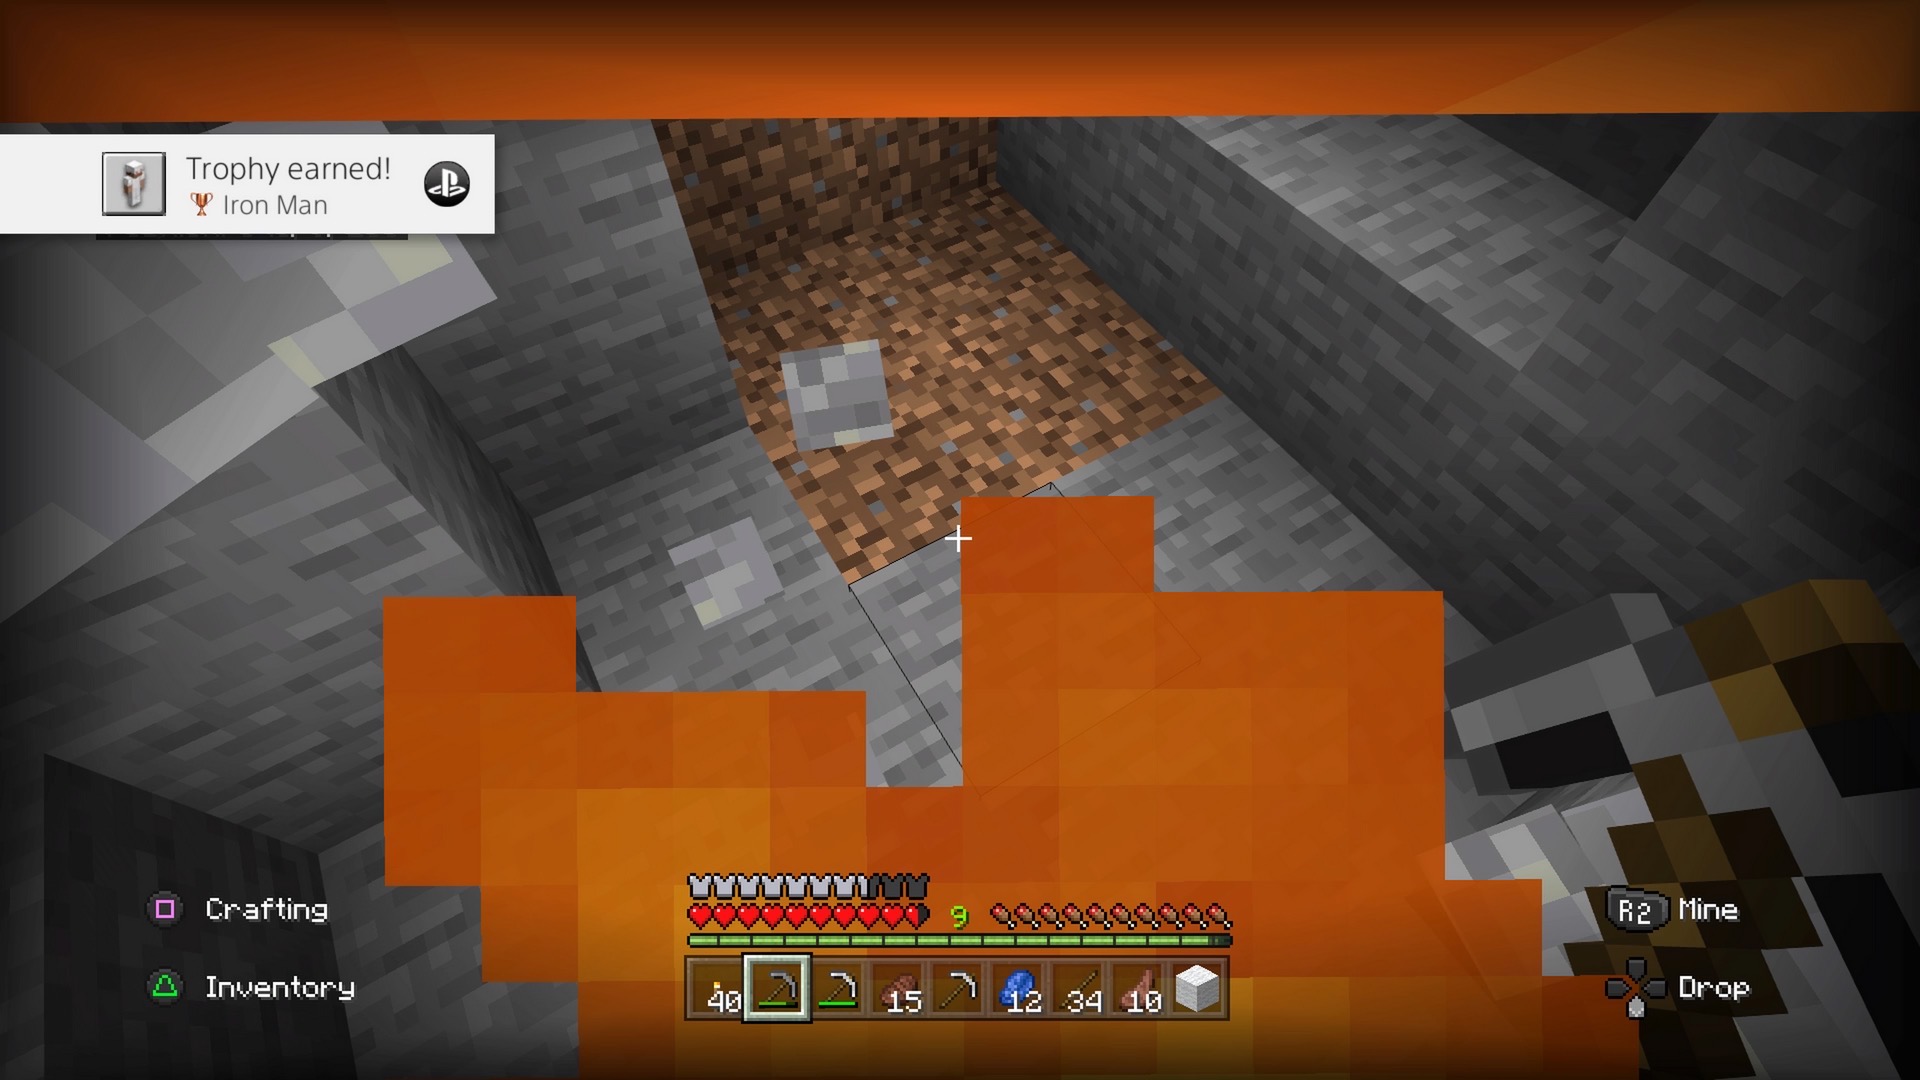 Trophy earned!
Iron Man
9
Crafting
Inventory
R2 Mine
Drop
40 15 12 34 10